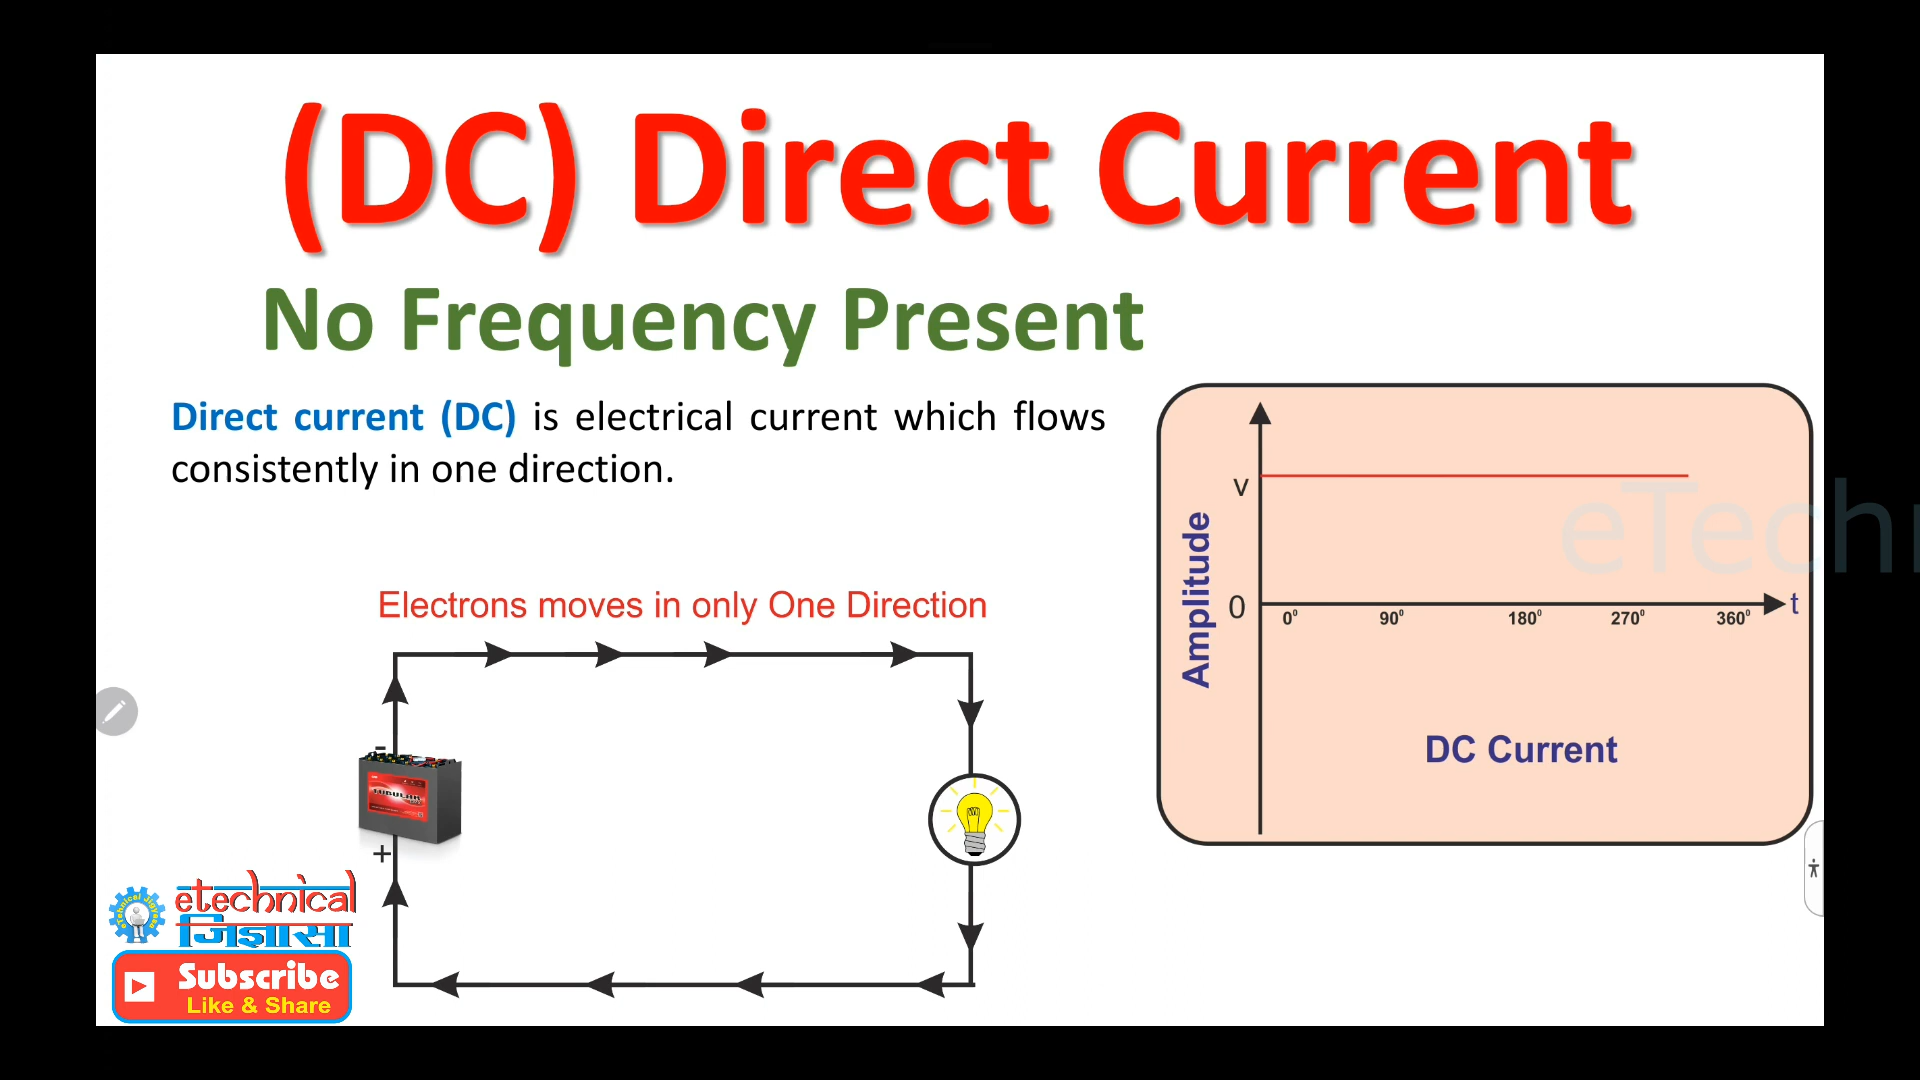 (DC) Direct Current
No Frequency Present
Direct current (DC) is electrical current which flows
consistently in one direction.
Electrons moves in only One Direction
-
+
V
Amplitude
0
0⁰ 90⁰ 180⁰ 270⁰ 360⁰
t
DC Current
eTech
etechnical
जिज्ञासा
Subscribe
Like & Share